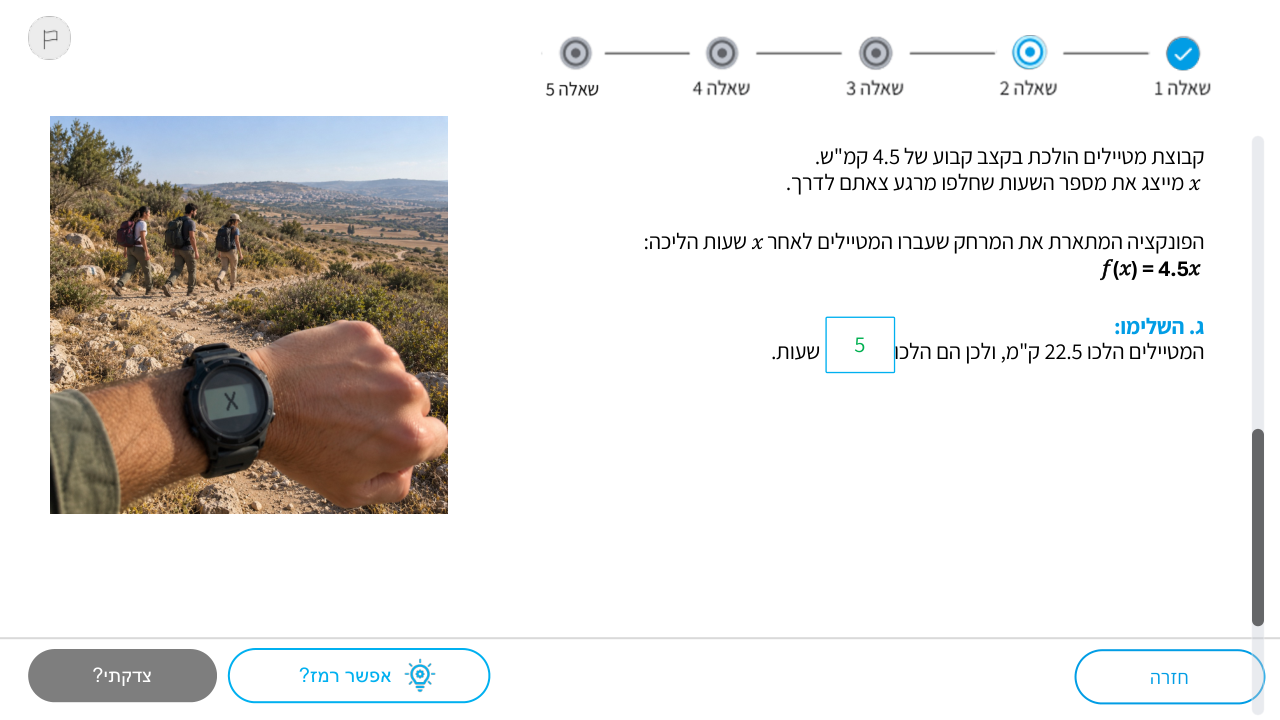 שאלה 1
שאלה 2
שאלה 3
שאלה 4
שאלה 5
קבוצת מטיילים הולכת בקצב קבוע של 4.5 קמ"ש.
x מייצג את מספר השעות שחלפו מרגע צאתם לדרך.
הפונקציה המתארת את המרחק שעברו המטיילים לאחר x שעות הליכה:
f(x) = 4.5x
ג. השלימו:
המטיילים הלכו 22.5 ק"מ, ולכן הם הלכו 5 שעות.
X
חזרה
אפשר רמז?
צדקתי?